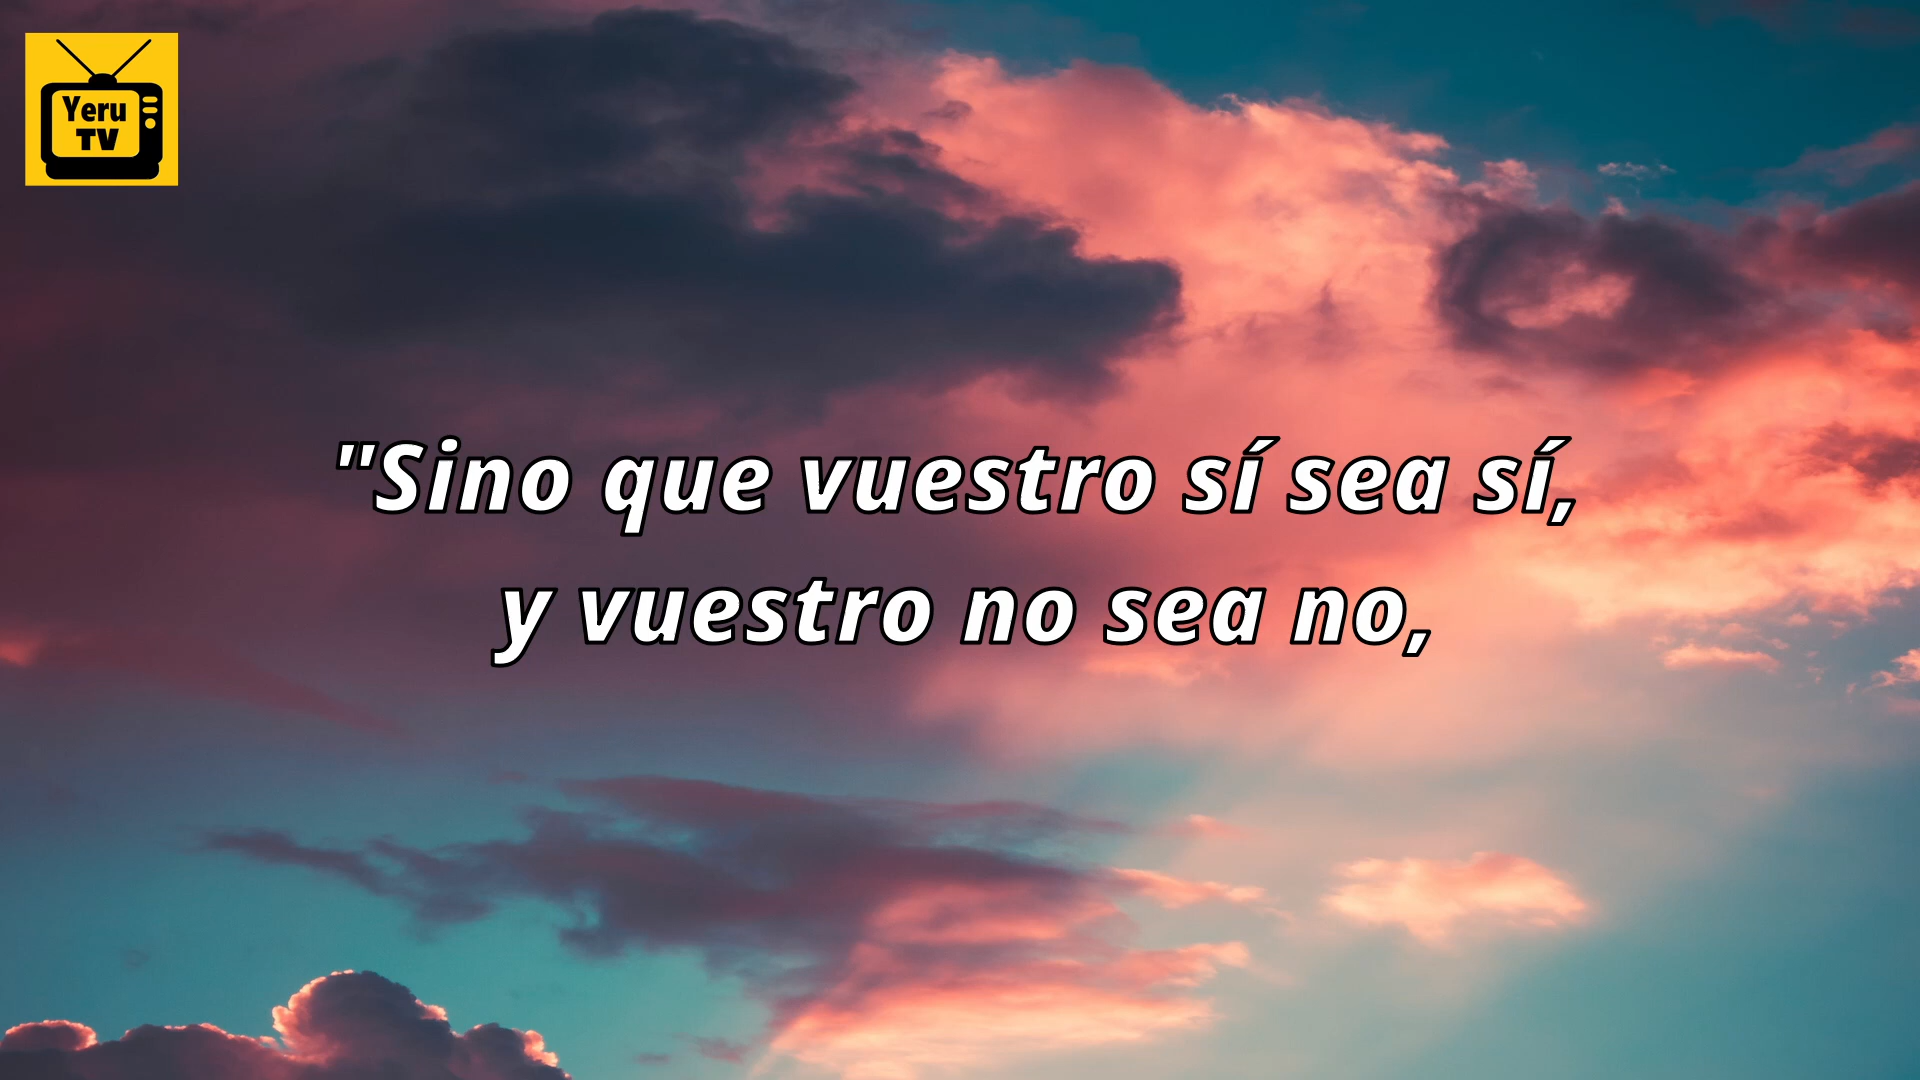 Yeru
TV
"Sino que vuestro sí sea sí,
y vuestro no sea no,